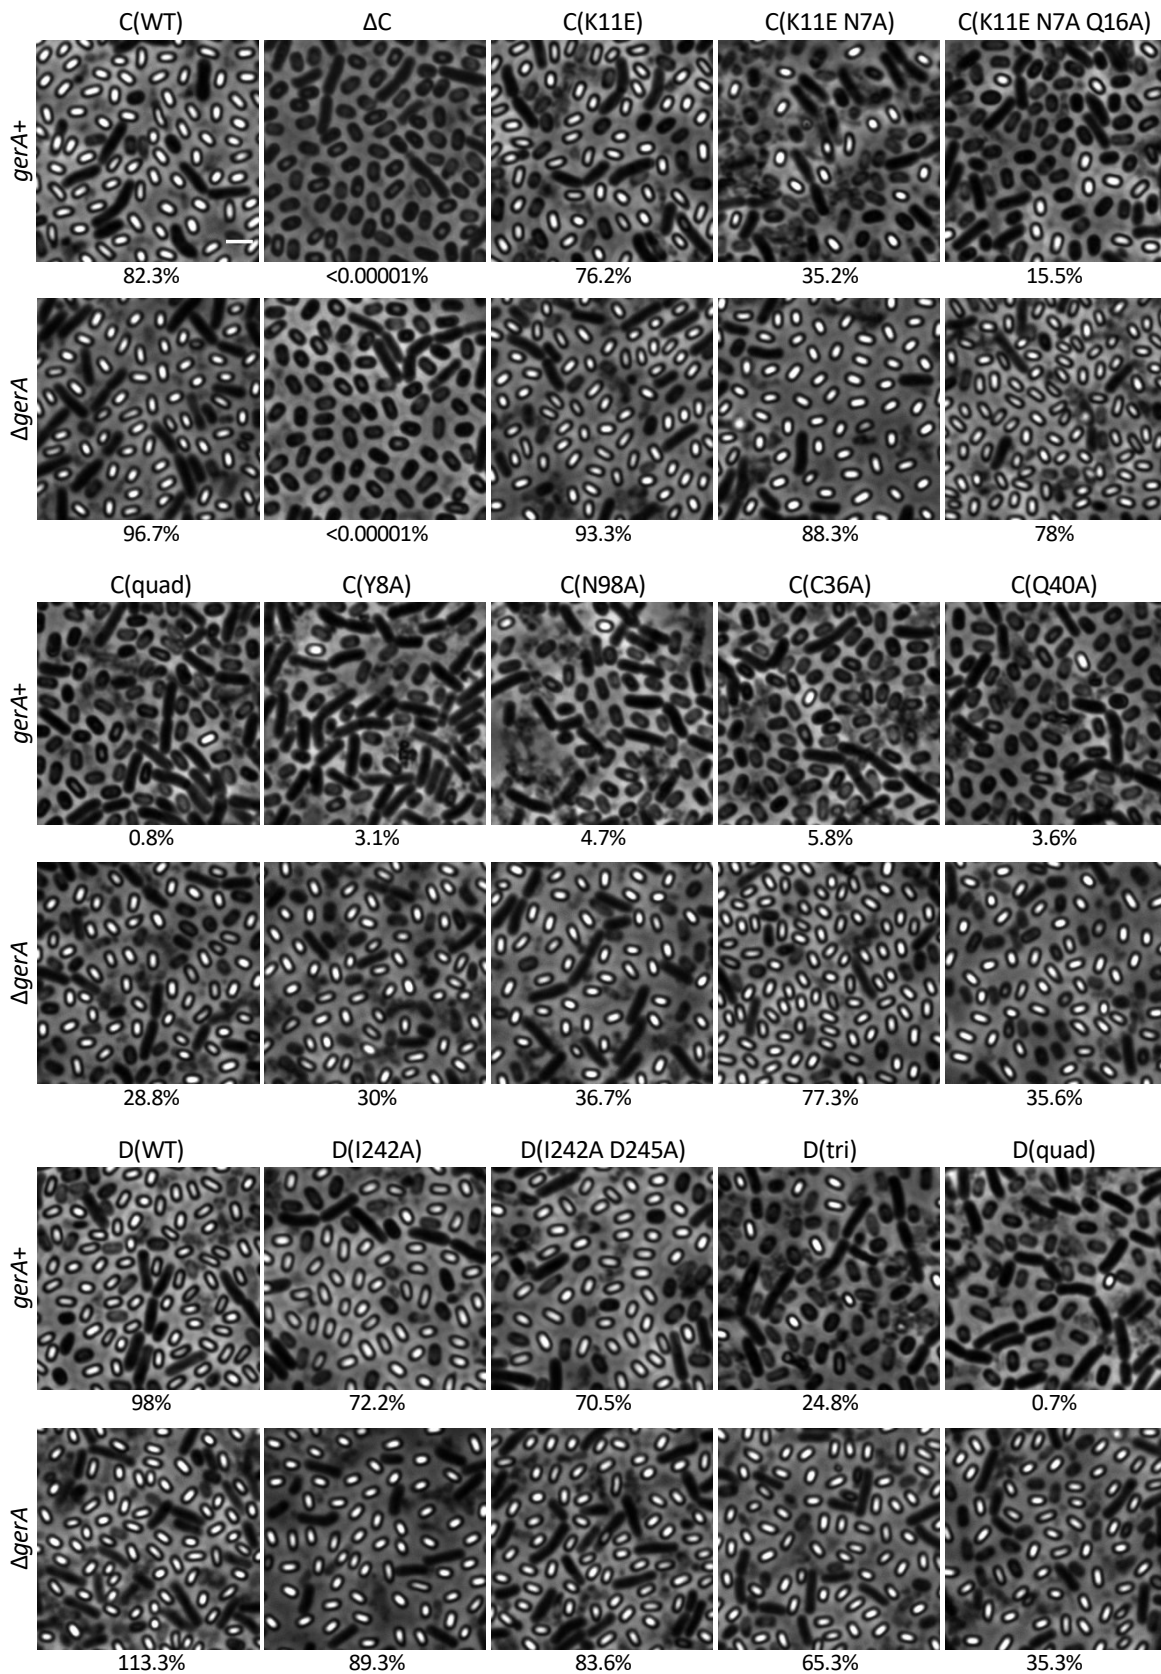 C(WT) ΔC C(K11E) C(K11E N7A) C(K11E N7A Q16A)
gerA+
82.3% <0.00001% 76.2% 35.2% 15.5%
ΔgerA
96.7% <0.00001% 93.3% 88.3% 78%
C(quad) C(Y8A) C(N98A) C(C36A) C(Q40A)
gerA+
0.8% 3.1% 4.7% 5.8% 3.6%
ΔgerA
28.8% 30% 36.7% 77.3% 35.6%
D(WT) D(I242A) D(I242A D245A) D(tri) D(quad)
gerA+
98% 72.2% 70.5% 24.8% 0.7%
ΔgerA
113.3% 89.3% 83.6% 65.3% 35.3%